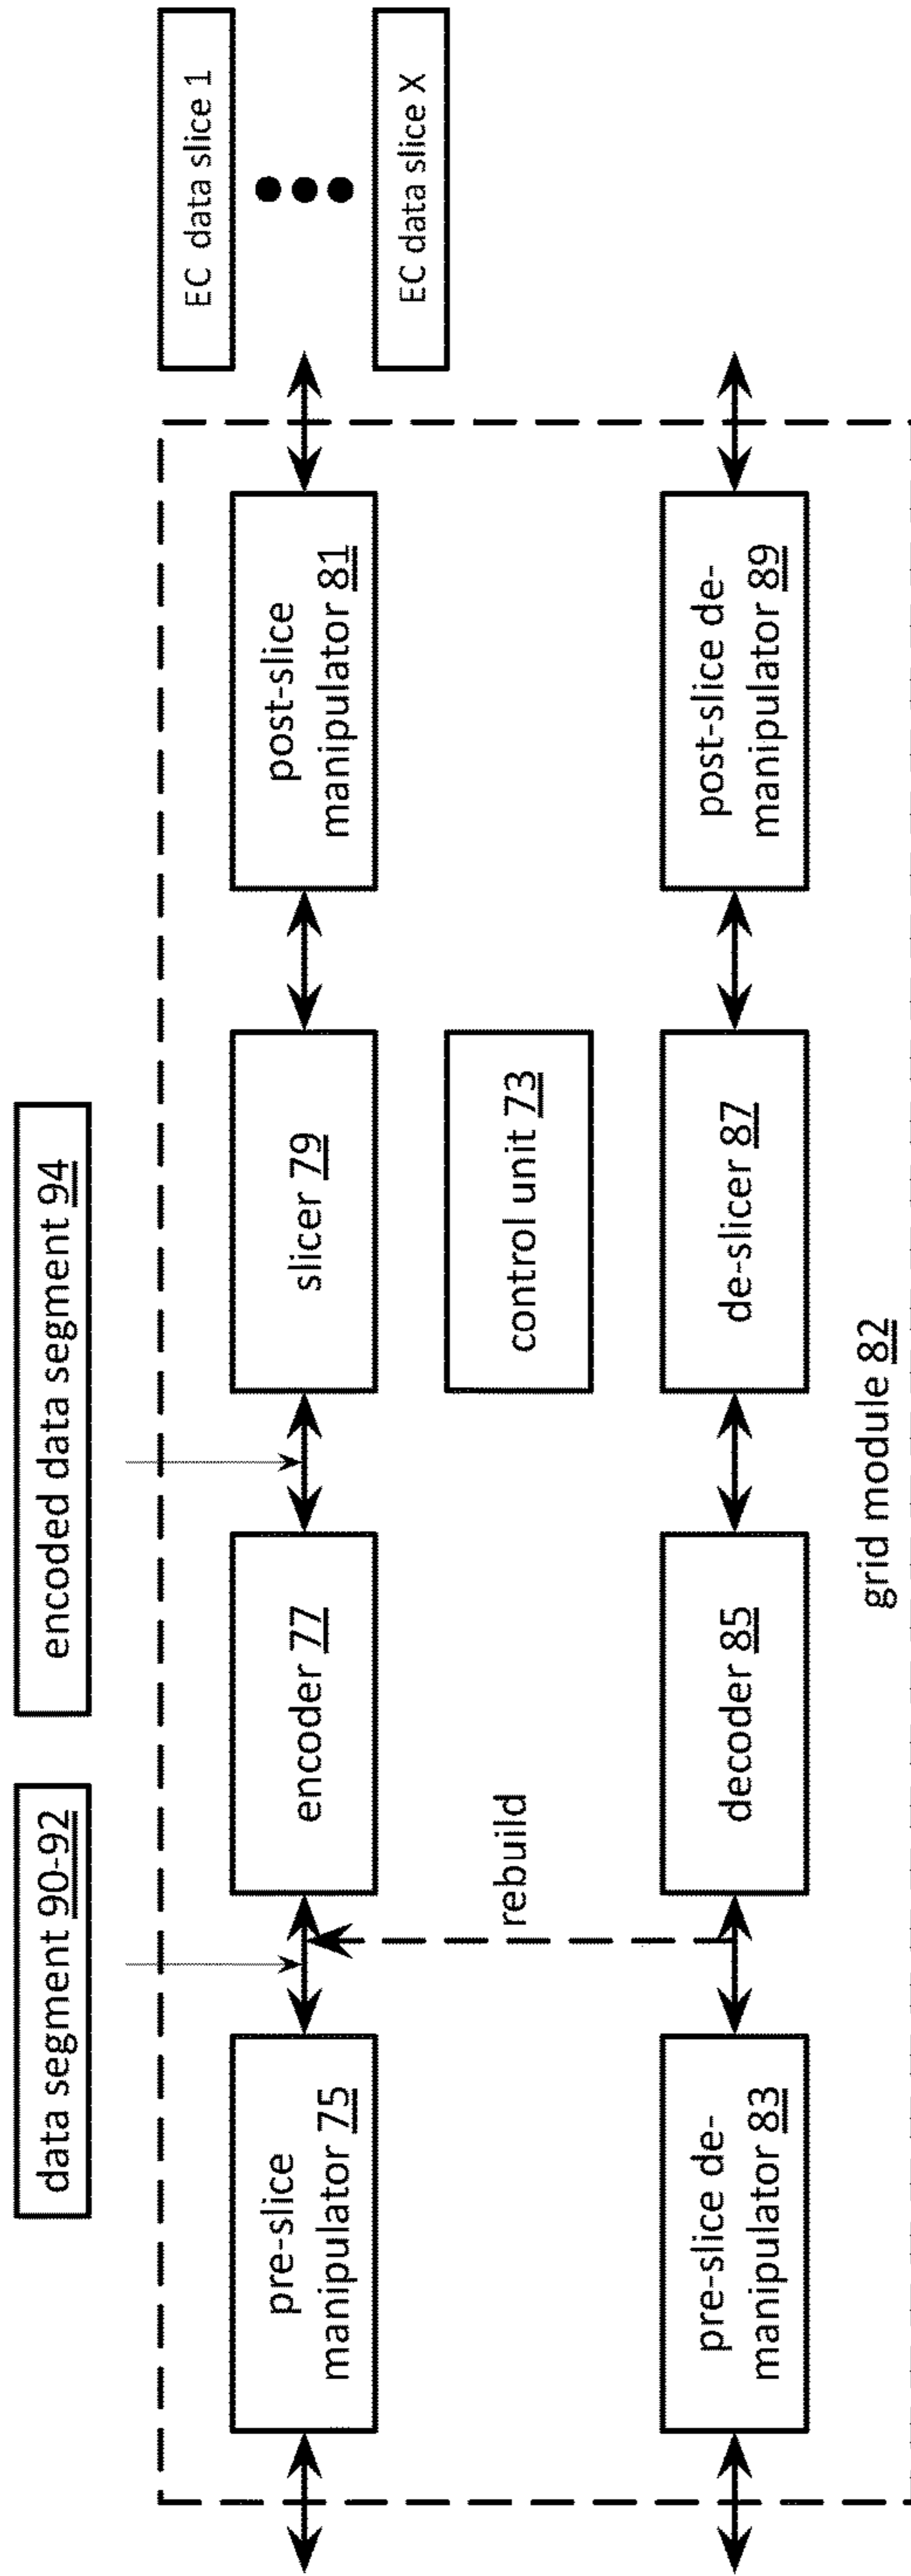 data segment 90-92
encoded data segment 94
EC data slice 1
EC data slice X
pre-slice
manipulator 75
encoder 77
slicer 79
post-slice
manipulator 81
rebuild
control unit 73
pre-slice de-
manipulator 83
decoder 85
de-slicer 87
post-slice de-
manipulator 89
grid module 82